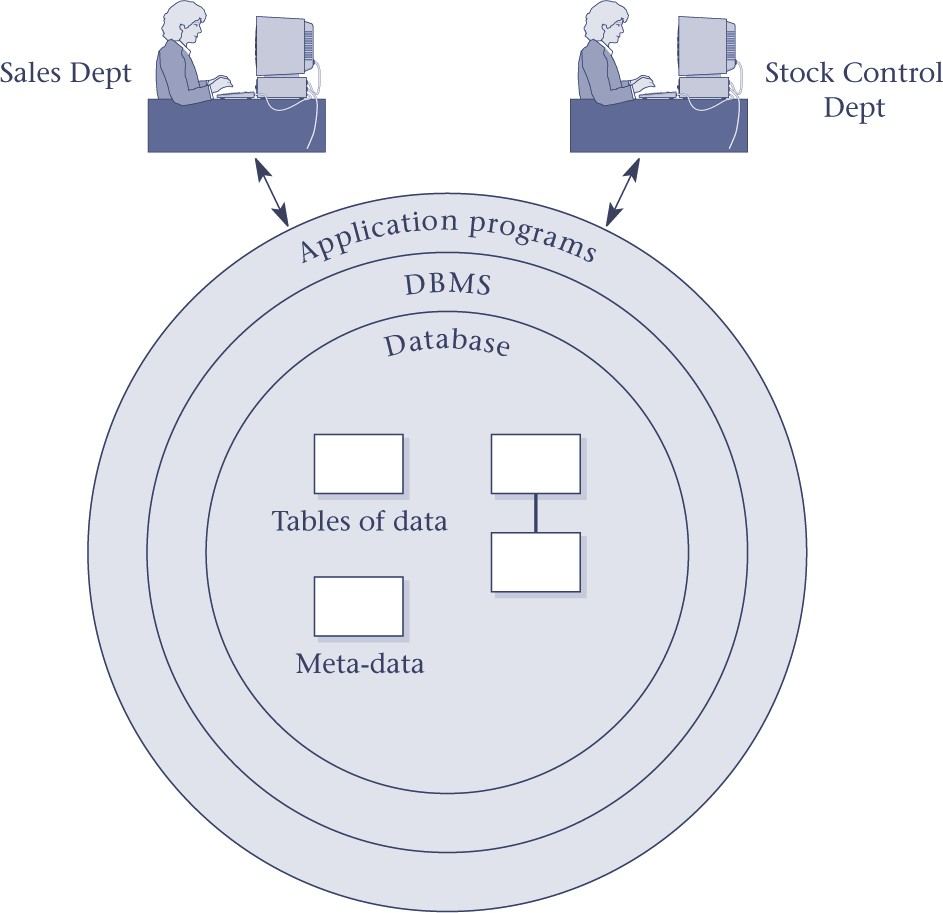 Sales Dept
Stock Control
Dept
Application programs
DBMS
Database
Tables of data
Meta-data